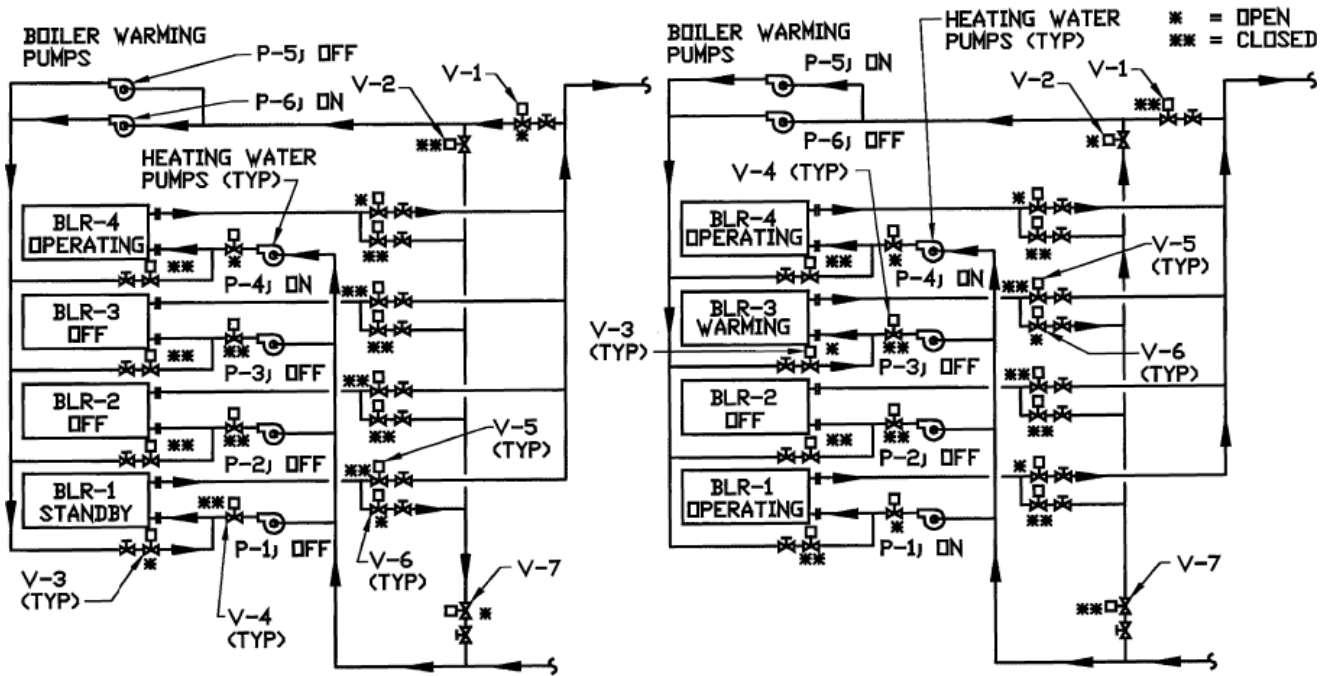 BOILER WARMING
PUMPS
P-5; OFF
P-6; ON
V-2
V-1
**
*
HEATING WATER
PUMPS (TYP)
BLR-4
OPERATING
**
*
P-4; ON
*
**
BLR-3
OFF
**
**
P-3; OFF
**
**
BLR-2
OFF
**
**
P-2; OFF
**
**
V-5
(TYP)
BLR-1
STANDBY
**
P-1; OFF
**
*
V-6
(TYP)
V-3
(TYP)
*
V-4
(TYP)
V-7
*
BOILER WARMING
PUMPS
P-5; ON
P-6; OFF
HEATING WATER
PUMPS (TYP)
* = OPEN
** = CLOSED
V-2
V-1
**
*
V-4 (TYP)
BLR-4
OPERATING
**
*
P-4; ON
*
**
V-5
(TYP)
BLR-3
WARMING
*
**
P-3; OFF
**
*
V-6
(TYP)
V-3
(TYP)
BLR-2
OFF
**
**
P-2; OFF
**
**
BLR-1
OPERATING
**
*
P-1; ON
*
**
V-7
**